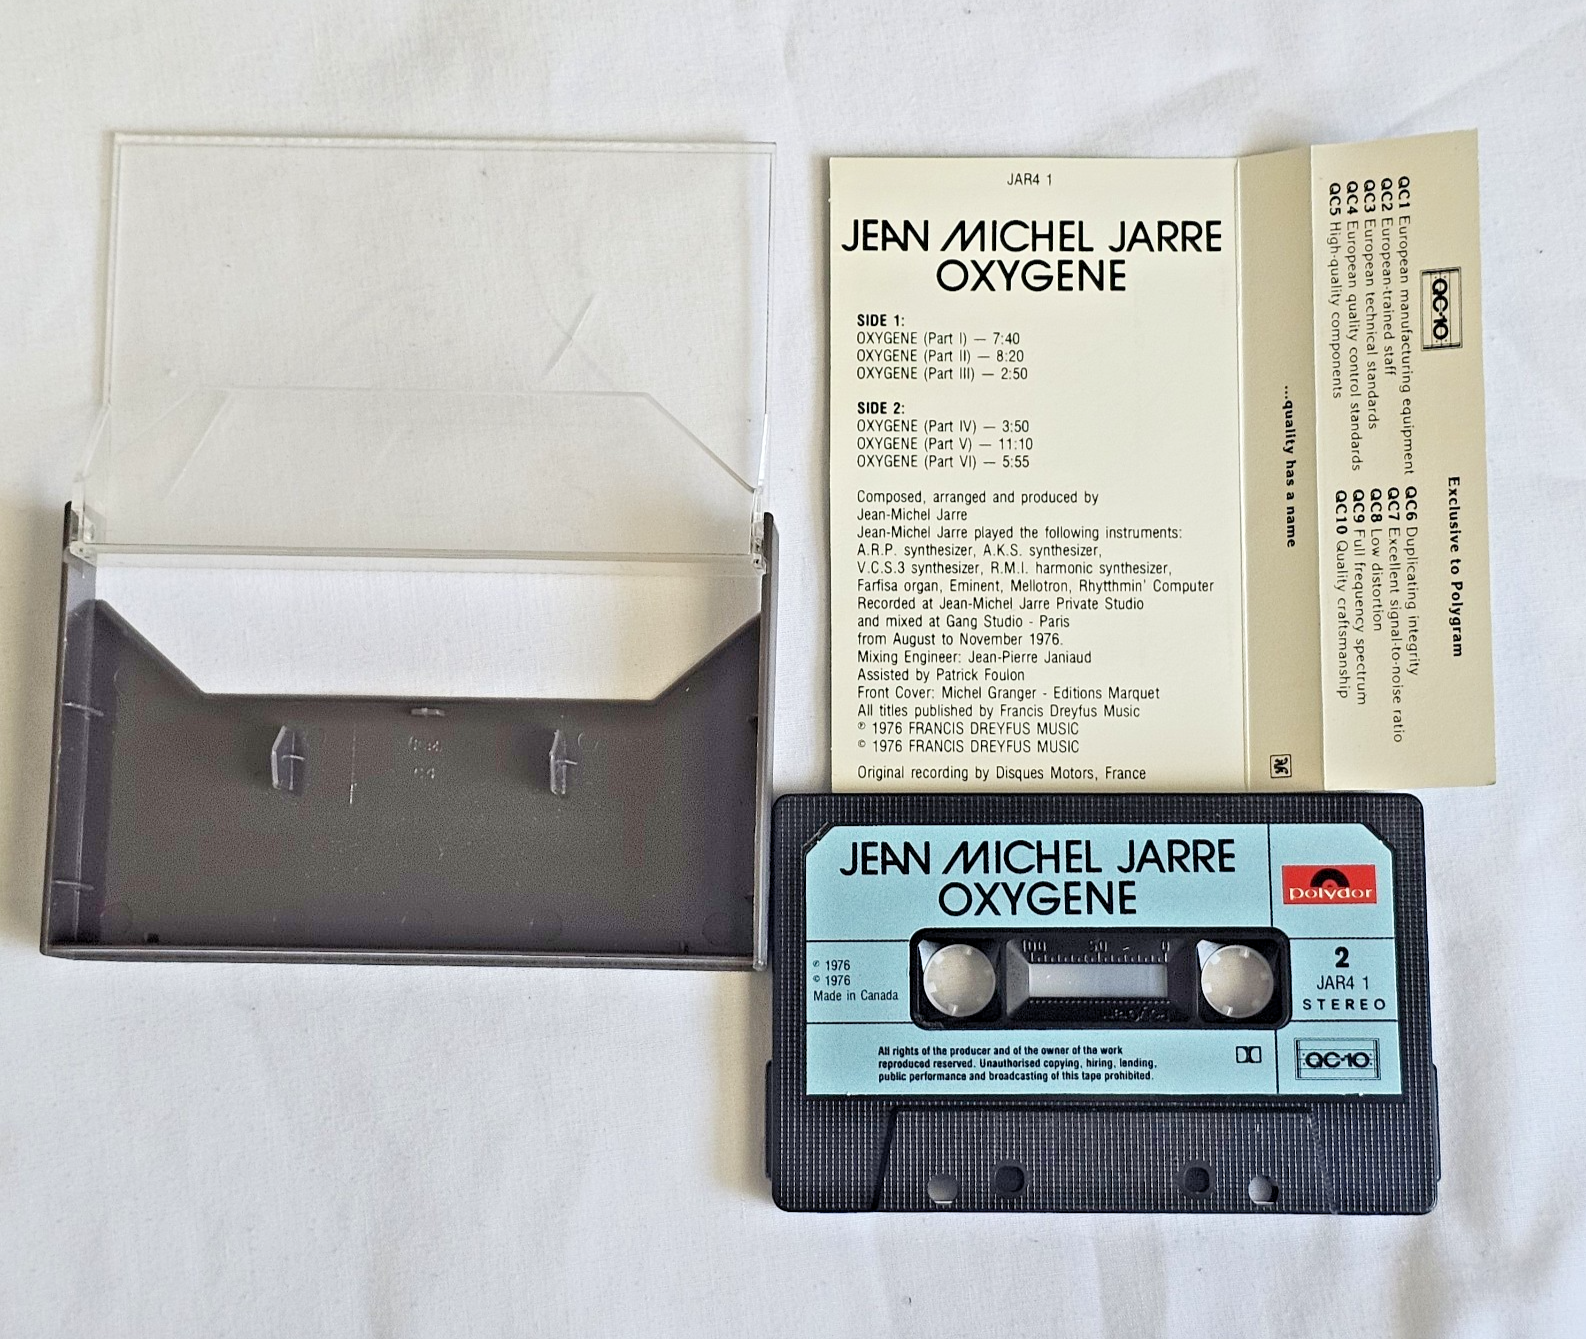 JAR4 1
JEAN MICHEL JARRE
OXYGENE
SIDE 1:
OXYGENE (Part I) — 7:40
OXYGENE (Part II) — 8:20
OXYGENE (Part III) — 2:50
SIDE 2:
OXYGENE (Part IV) — 3:50
OXYGENE (Part V) — 11:10
OXYGENE (Part VI) — 5:55
Composed, arranged and produced by
Jean-Michel Jarre
Jean-Michel Jarre played the following instruments:
A.R.P. synthesizer, A.K.S. synthesizer,
V.C.S.3 synthesizer, R.M.I. harmonic synthesizer,
Farfisa organ, Eminent, Mellotron, Rhytthmin' Computer
Recorded at Jean-Michel Jarre Private Studio
and mixed at Gang Studio - Paris
from August to November 1976.
Mixing Engineer: Jean-Pierre Janiaud
Assisted by Patrick Foulon
Front Cover: Michel Granger - Editions Marquet
All titles published by Francis Dreyfus Music
℗ 1976 FRANCIS DREYFUS MUSIC
© 1976 FRANCIS DREYFUS MUSIC
Original recording by Disques Motors, France
...quality has a name
QC-10
Exclusive to Polygram
QC1 European manufacturing equipment
QC2 European-trained staff
QC3 European technical standards
QC4 European quality control standards
QC5 High-quality components
QC6 Duplicating integrity
QC7 Excellent signal-to-noise ratio
QC8 Low distortion
QC9 Full frequency spectrum
QC10 Quality craftsmanship
JEAN MICHEL JARRE
OXYGENE
polydor
℗ 1976
© 1976
Made in Canada
100 50 0
2
JAR4 1
STEREO
All rights of the producer and of the owner of the work
reproduced reserved. Unauthorised copying, hiring, lending,
public performance and broadcasting of this tape prohibited.
QC-10